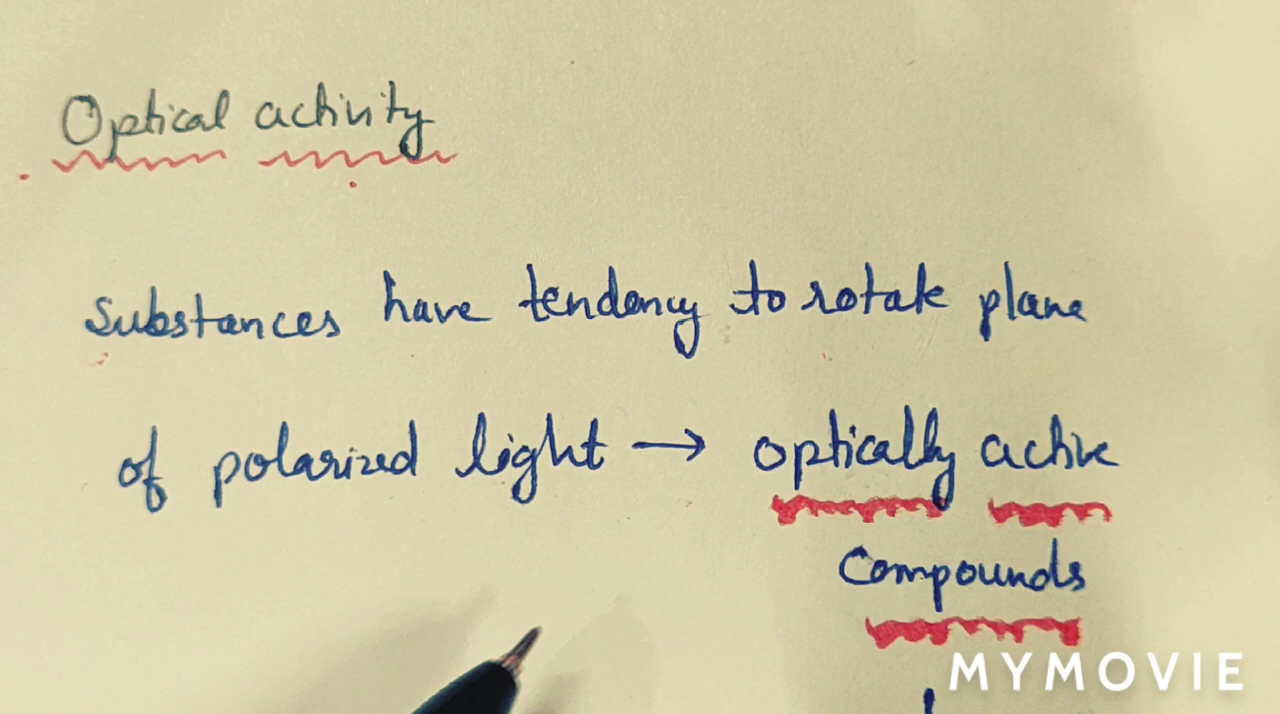 Optical activity
substances have tendency to rotate plane
of polarized light → optically active
Compounds
MYMOVIE